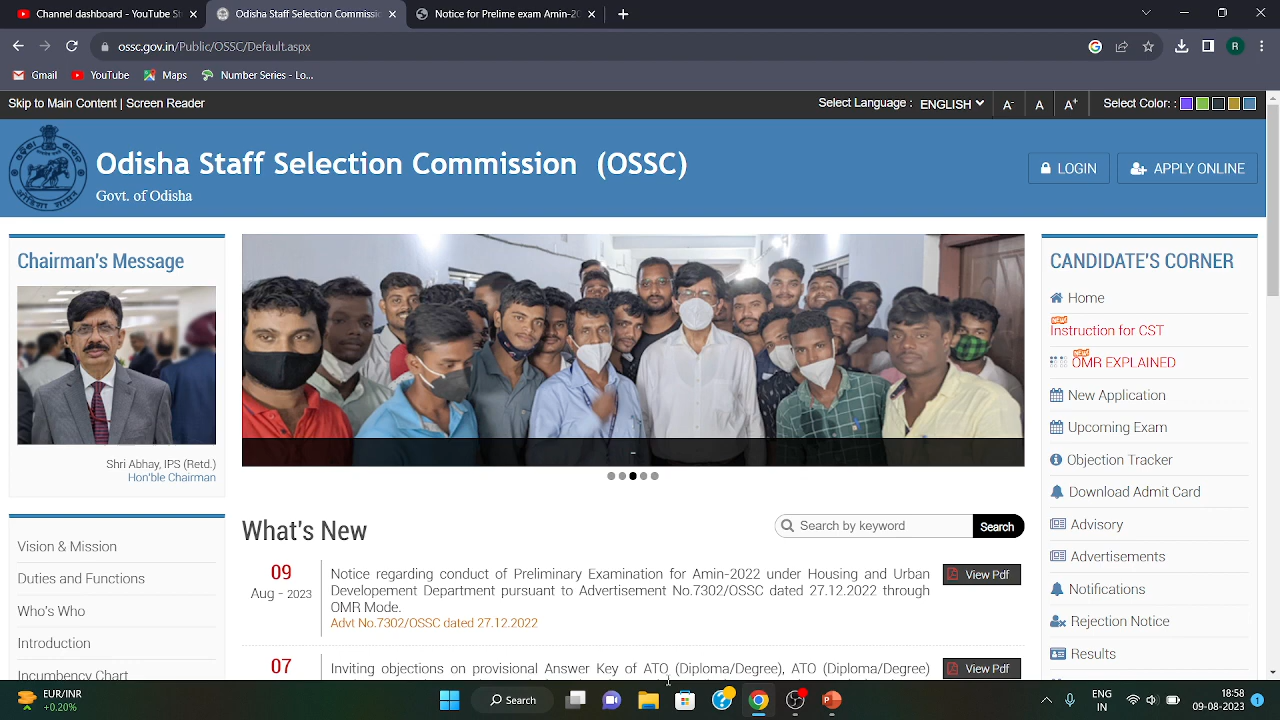 Dashboard - YouTube St
Odisha Staff Selection Commissi
Notice for Prelime exam Amin-20
ossc.gov.in/Public/OSSC/Default.aspx
R
Gmail
YouTube
Maps
Number Series - Lo...
Skip to Main Content | Screen Reader
Select Language : ENGLISH
A-
A
A+
Select Color :
Odisha Staff Selection Commission (OSSC)
Govt. of Odisha
LOGIN
APPLY ONLINE
Chairman's Message
Shri Abhay, IPS (Retd.)
Hon'ble Chairman
Vision & Mission
Duties and Functions
Who's Who
Introduction
Incumbency Chart
What's New
Search by keyword
Search
09
Aug - 2023
Notice regarding conduct of Preliminary Examination for Amin-2022 under Housing and Urban
Developement Department pursuant to Advertisement No.7302/OSSC dated 27.12.2022 through
OMR Mode.
Advt No.7302/OSSC dated 27.12.2022
View Pdf
07
Inviting objections on provisional Answer Key of ATO (Diploma/Degree), ATO (Diploma/Degree)
View Pdf
CANDIDATE'S CORNER
Home
NEW
Instruction for CST
NEW
OMR EXPLAINED
New Application
Upcoming Exam
Objection Tracker
Download Admit Card
Advisory
Advertisements
Notifications
Rejection Notice
Results
EUR/INR
+0.20%
Search
ENG
IN
18:58
09-08-2023
1